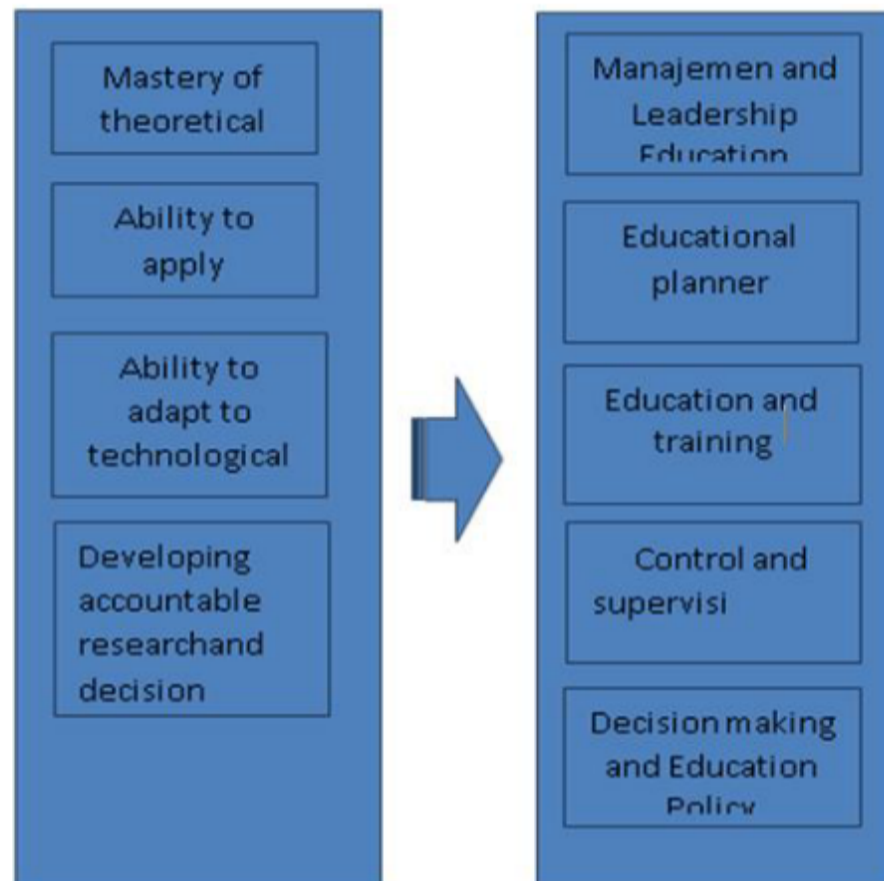 Mastery of
theoretical
Ability to
apply
Ability to
adapt to
technological
Developing
accountable
researchand
decision
Manajemen and
Leadership
Education
Educational
planner
Education and
training
Control and
supervisi
Decision making
and Education
Policy